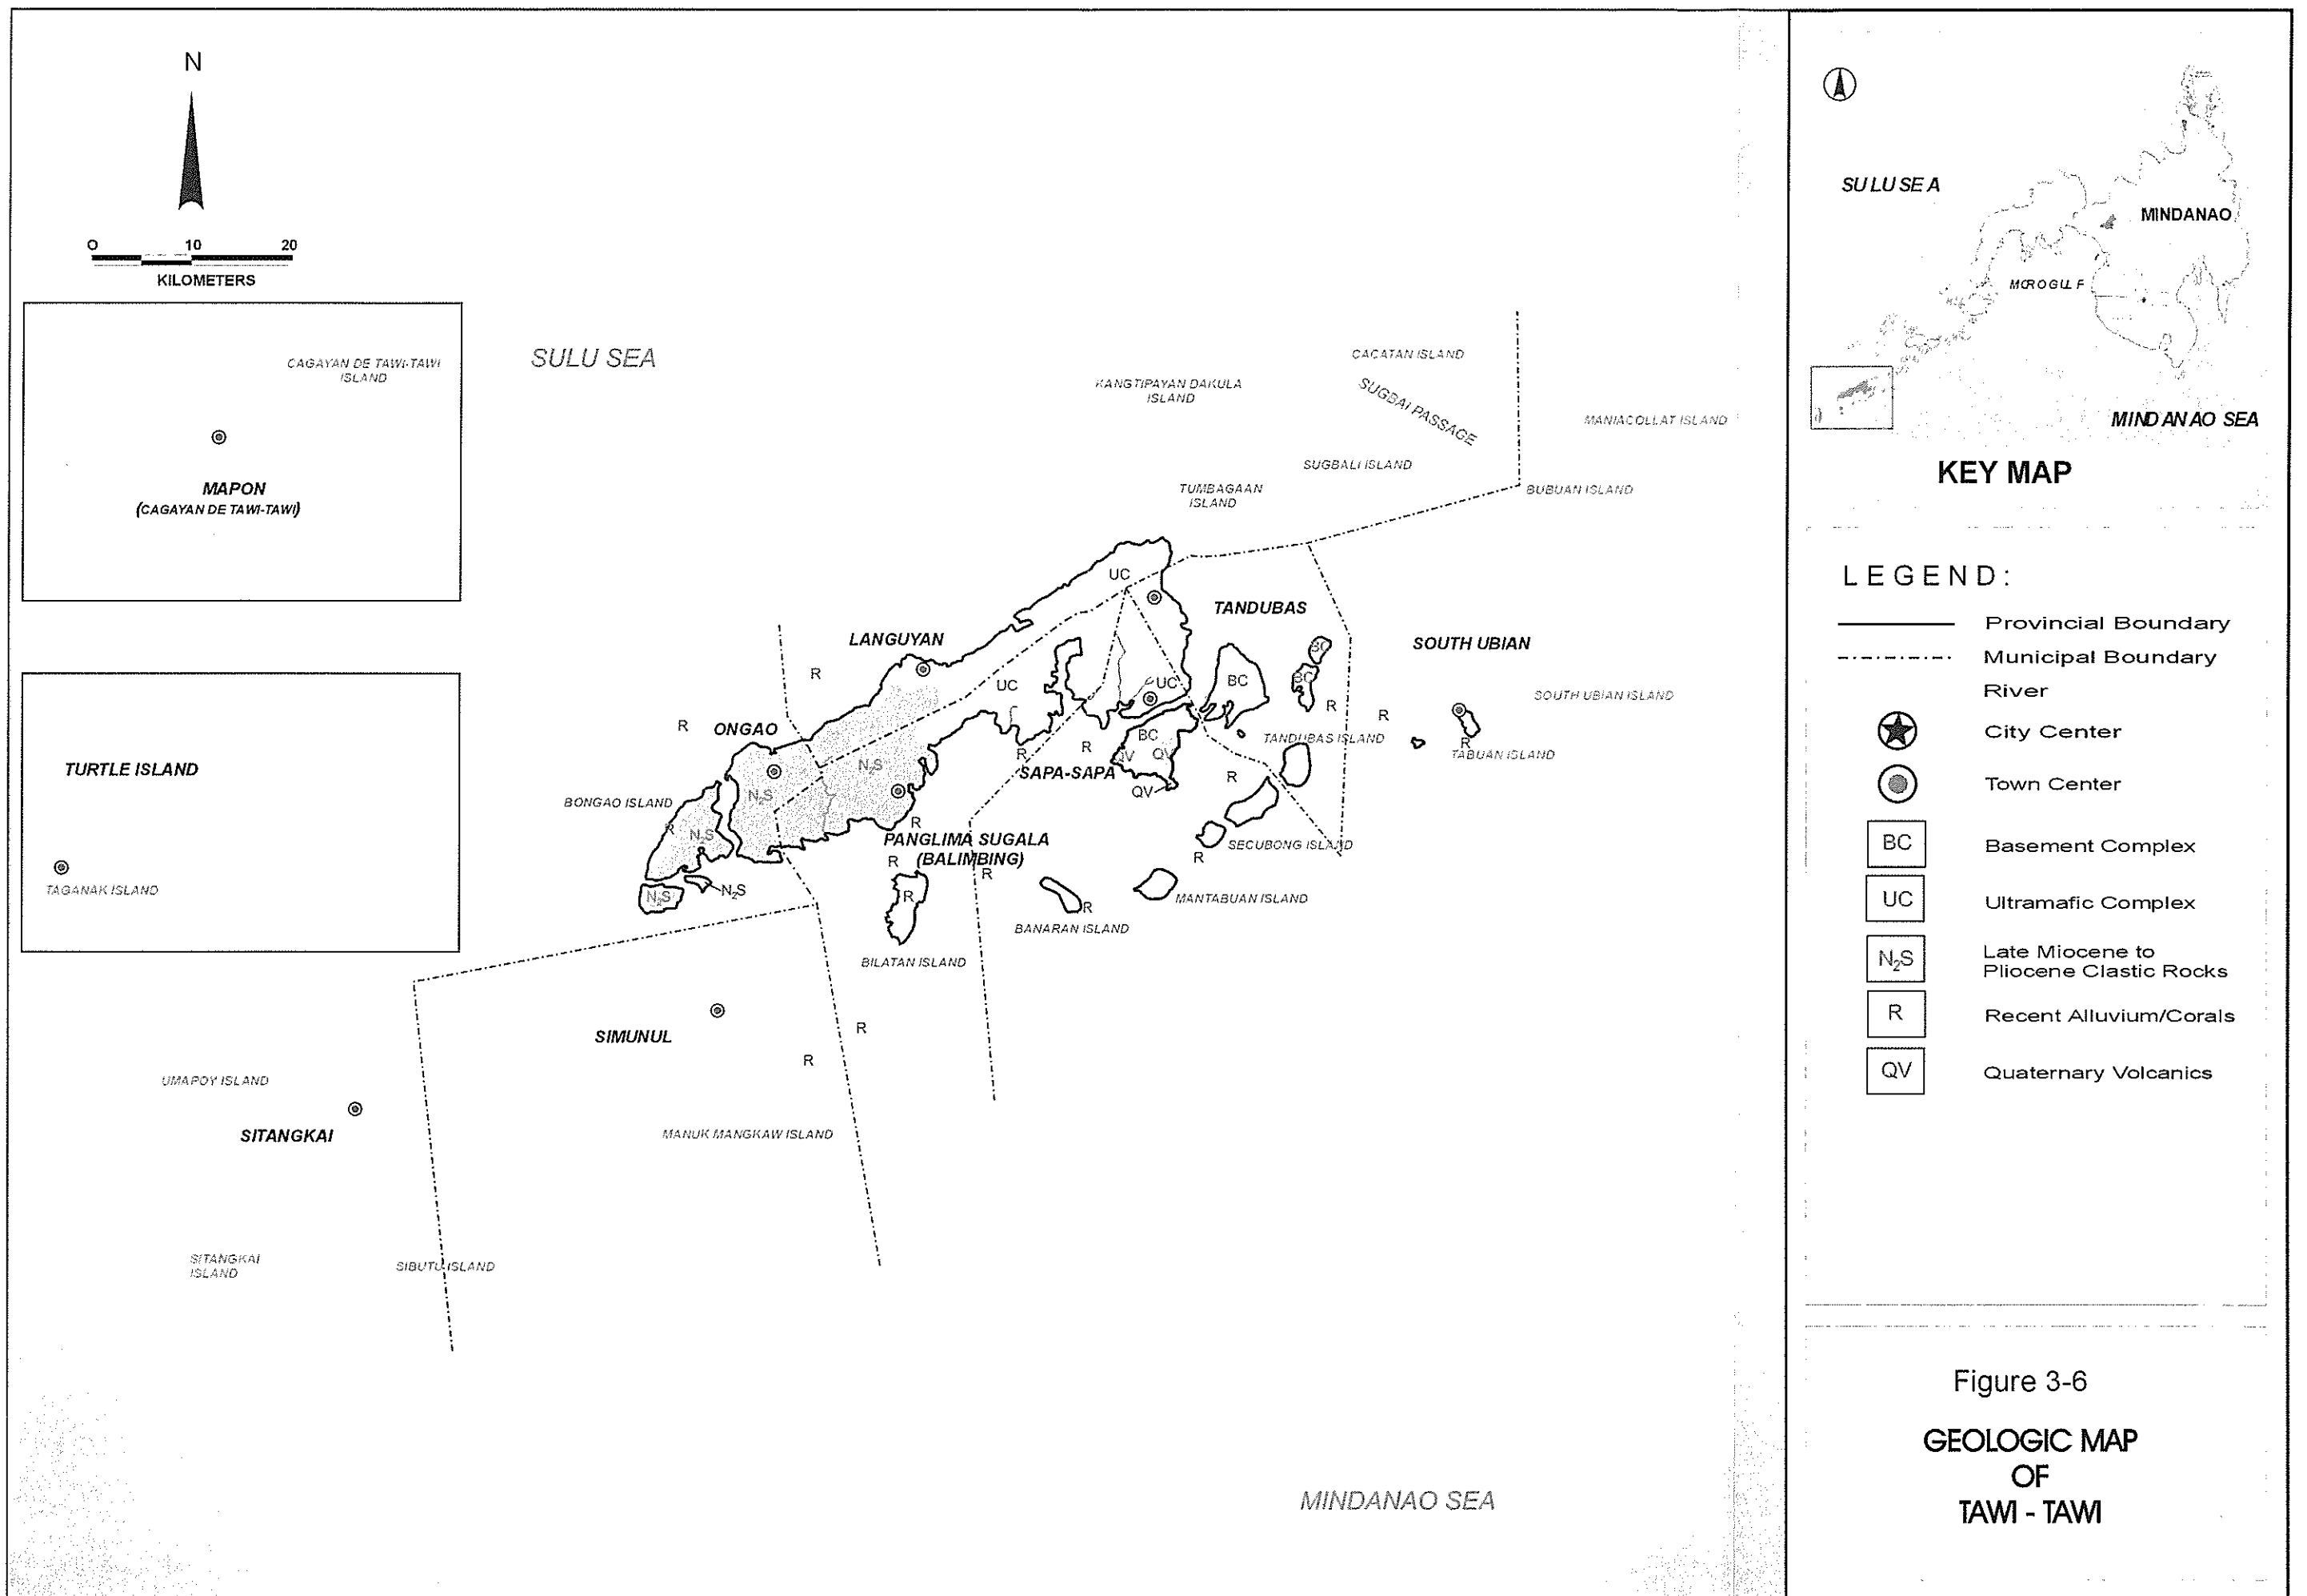 N
O 10 20
KILOMETERS
CAGAYAN DE TAWI-TAWI
ISLAND
MAPON
(CAGAYAN DE TAWI-TAWI)
TURTLE ISLAND
TAGANAK ISLAND
SULU SEA
KANGTIPAYAN DAKULA
ISLAND
CACATAN ISLAND
SUGBAI PASSAGE
MANIACOLLAT ISLAND
SUGBALI ISLAND
TUMBAGAAN
ISLAND
BUBUAN ISLAND
UC
TANDUBAS
LANGUYAN
SOUTH UBIAN
BC
R
UC
UC
BC
BC
SOUTH UBIAN ISLAND
R
R
R
ONGAO
BC
TANDUBAS ISLAND
R
TABUAN ISLAND
R
R
QV
QV
N₂S
SAPA-SAPA
R
QV
N₂S
BONGAO ISLAND
R
N₂S
R
PANGLIMA SUGALA
(BALIMBING)
SECUBONG ISLAND
R
R
R
N₂S
N₂S
R
R
MANTABUAN ISLAND
BANARAN ISLAND
BILATAN ISLAND
SIMUNUL
R
R
UMAPOY ISLAND
SITANGKAI
MANUK MANGKAW ISLAND
SITANGKAI
ISLAND
SIBUTU ISLAND
MINDANAO SEA
SULU SEA
MINDANAO
MORO GULF
MINDANAO SEA
KEY MAP
LEGEND:
Provincial Boundary
Municipal Boundary
River
City Center
Town Center
BC Basement Complex
UC Ultramafic Complex
N₂S Late Miocene to
Pliocene Clastic Rocks
R Recent Alluvium/Corals
QV Quaternary Volcanics
Figure 3-6
GEOLOGIC MAP
OF
TAWI - TAWI